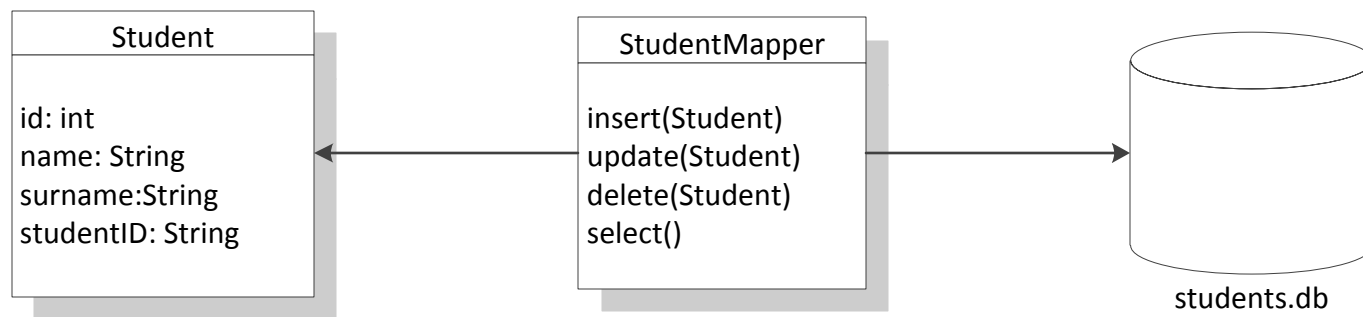 Student
id: int
name: String
surname:String
studentID: String
StudentMapper
insert(Student)
update(Student)
delete(Student)
select()
students.db